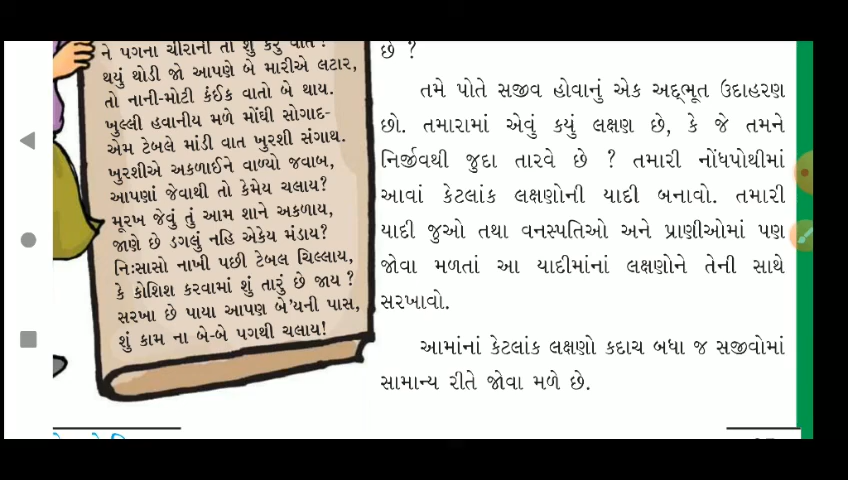 ને પગના ચીરાની તો શું કરું વાત !
થયું થોડી જો આપણે બે મારીએ લટાર,
તો નાની-મોટી કંઈક વાતો બે થાય.
ખુલ્લી હવાનીય મળે મોંઘી સોગાદ-
એમ ટેબલે માંડી વાત ખુરશી સંગાથ.
ખુરશીએ અકળાઈને વાળ્યો જવાબ,
આપણાં જેવાથી તો કેમેય ચલાય?
મૂરખ જેવું તું આમ શાને અકળાય,
જાણે છે ડગલું નહિ એકેય મંડાય?
નિઃસાસો નાખી પછી ટેબલ ચિલ્લાય,
કે કોશિશ કરવામાં શું તારું છે જાય ?
સરખા છે પાયા આપણ બે'યની પાસ,
શું કામ ના બે-બે પગથી ચલાય!
છે ?
તમે પોતે સજીવ હોવાનું એક અદ્ભૂત ઉદાહરણ
છો. તમારામાં એવું કયું લક્ષણ છે, કે જે તમને
નિર્જીવથી જુદા તારવે છે ? તમારી નોંધપોથીમાં
આવાં કેટલાંક લક્ષણોની યાદી બનાવો. તમારી
યાદી જુઓ તથા વનસ્પતિઓ અને પ્રાણીઓમાં પણ
જોવા મળતાં આ યાદીમાંનાં લક્ષણોને તેની સાથે
સરખાવો.
આમાંનાં કેટલાંક લક્ષણો કદાચ બધા જ સજીવોમાં
સામાન્ય રીતે જોવા મળે છે.